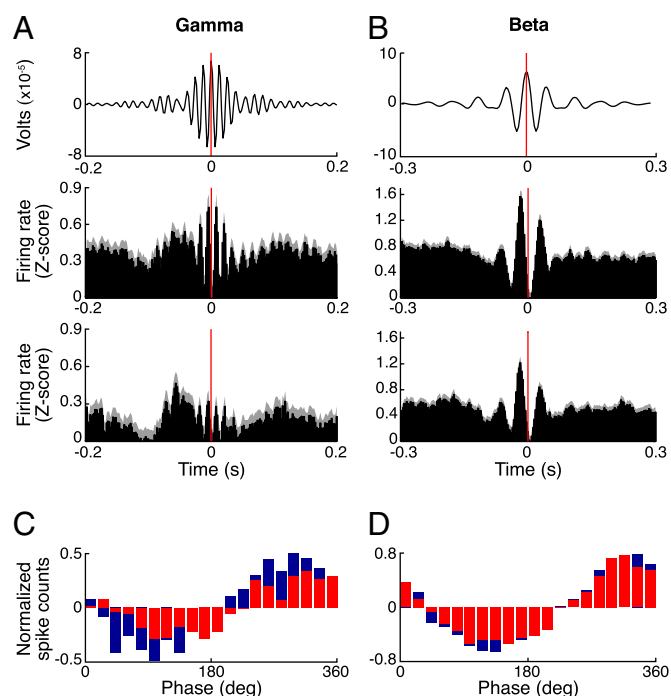 A Gamma B Beta
Volts (x10-5)
8
0
-8
-0.2 0 0.2
10
0
-10
-0.3 0 0.3
Firing rate
(Z-score)
0.9
0.6
0.3
0
-0.2 0 0.2
1.6
1.2
0.8
0.4
0
-0.3 0 0.3
Firing rate
(Z-score)
0.9
0.6
0.3
0
-0.2 0 0.2
Time (s)
1.6
1.2
0.8
0.4
0
-0.3 0 0.3
Time (s)
C D
Normalized
spike counts
0.5
0
-0.5
0 180 360
Phase (deg)
0.8
0
-0.8
0 180 360
Phase (deg)